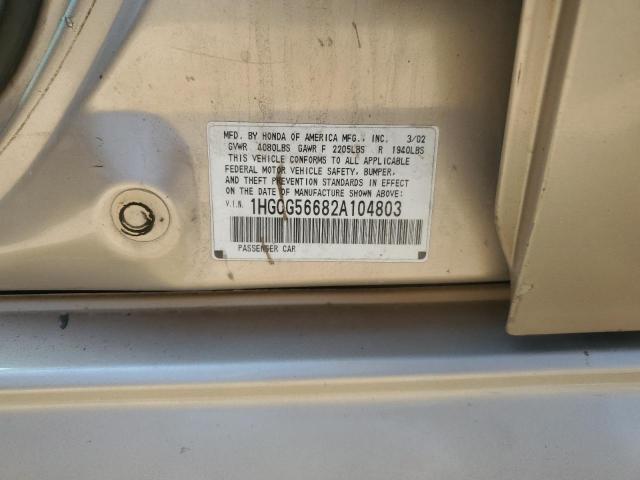 MFD. BY HONDA OF AMERICA MFG., INC. 3/02
GVWR 4080LBS GAWR F 2205LBS R 1940LBS
THIS VEHICLE CONFORMS TO ALL APPLICABLE
FEDERAL MOTOR VEHICLE SAFETY, BUMPER,
AND THEFT PREVENTION STANDARDS IN EFFECT
ON THE DATE OF MANUFACTURE SHOWN ABOVE:
V.I.N. 1HGCG56682A104803
PASSENGER CAR